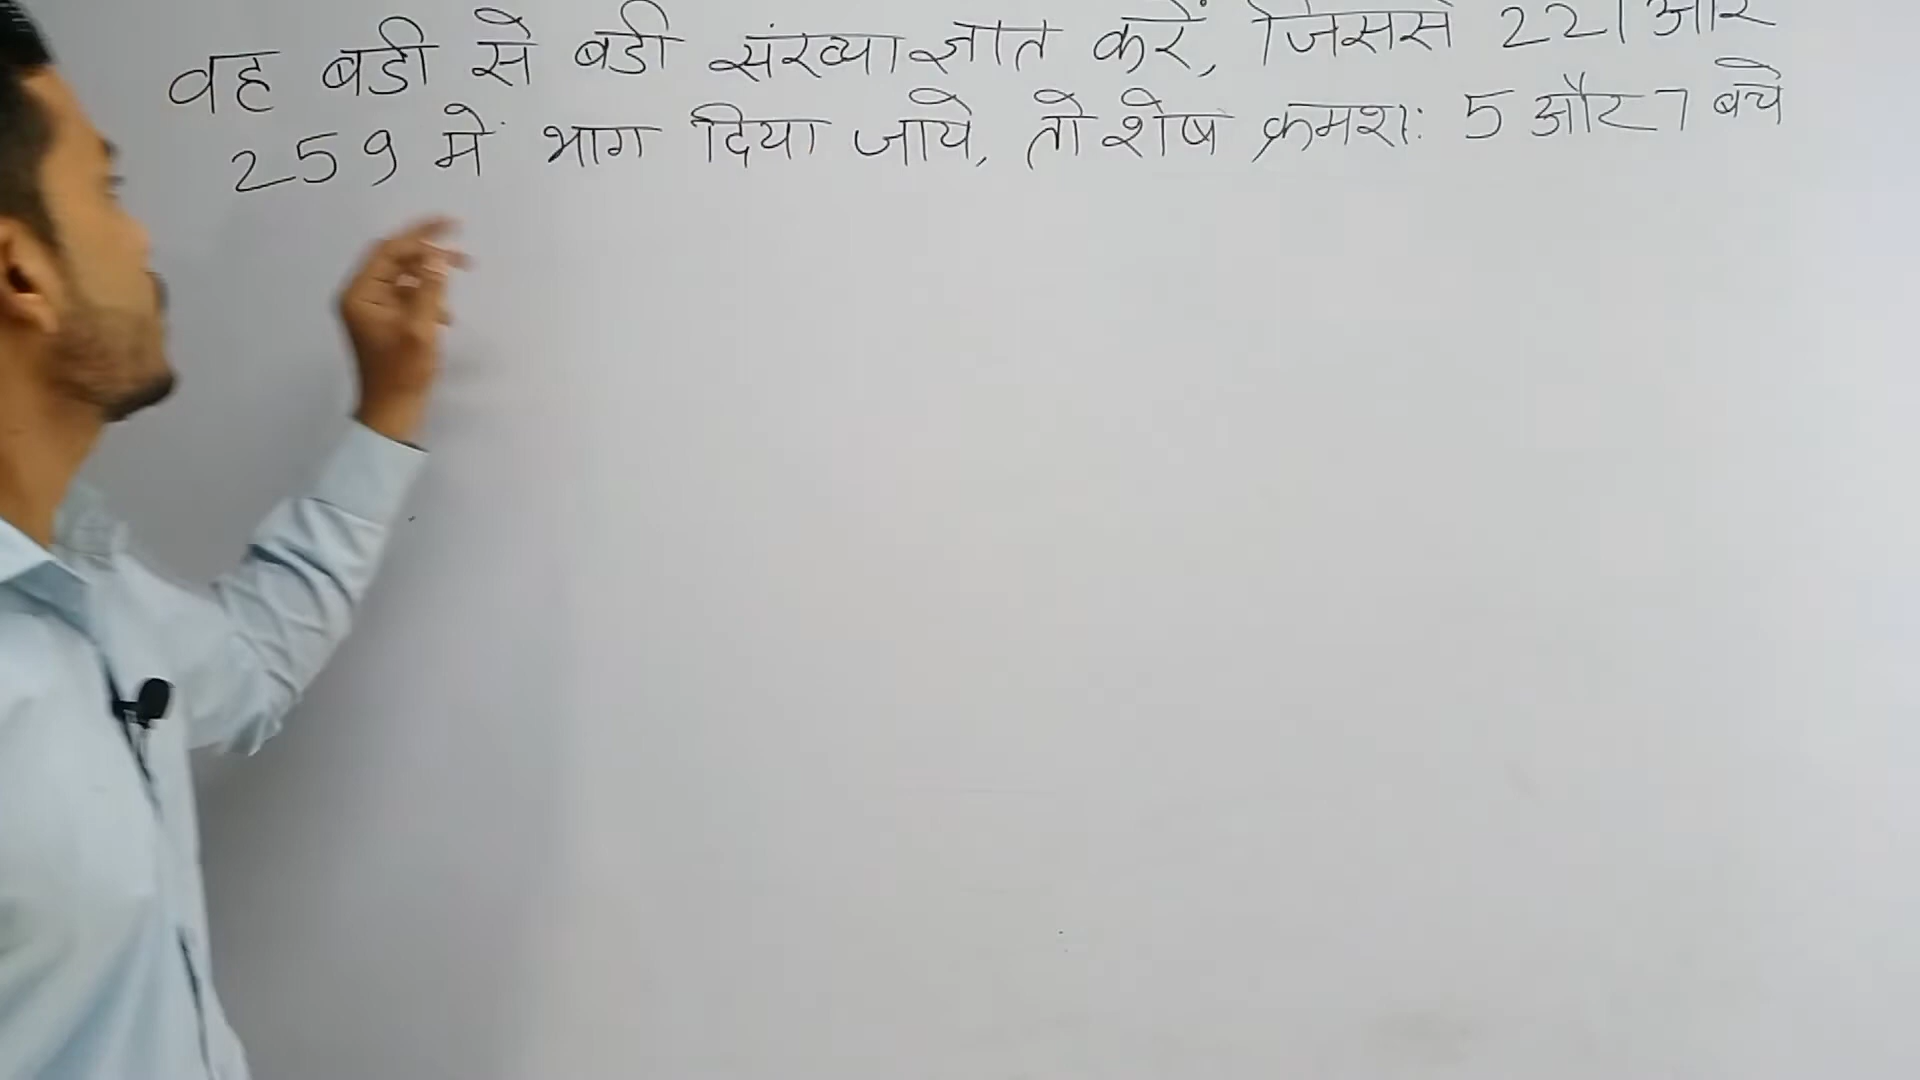 वह बडी से बडी संख्या ज्ञात करें, जिससे 221 और
259 में भाग दिया जाये, तो शेष क्रमशः 5 और 7 बचे